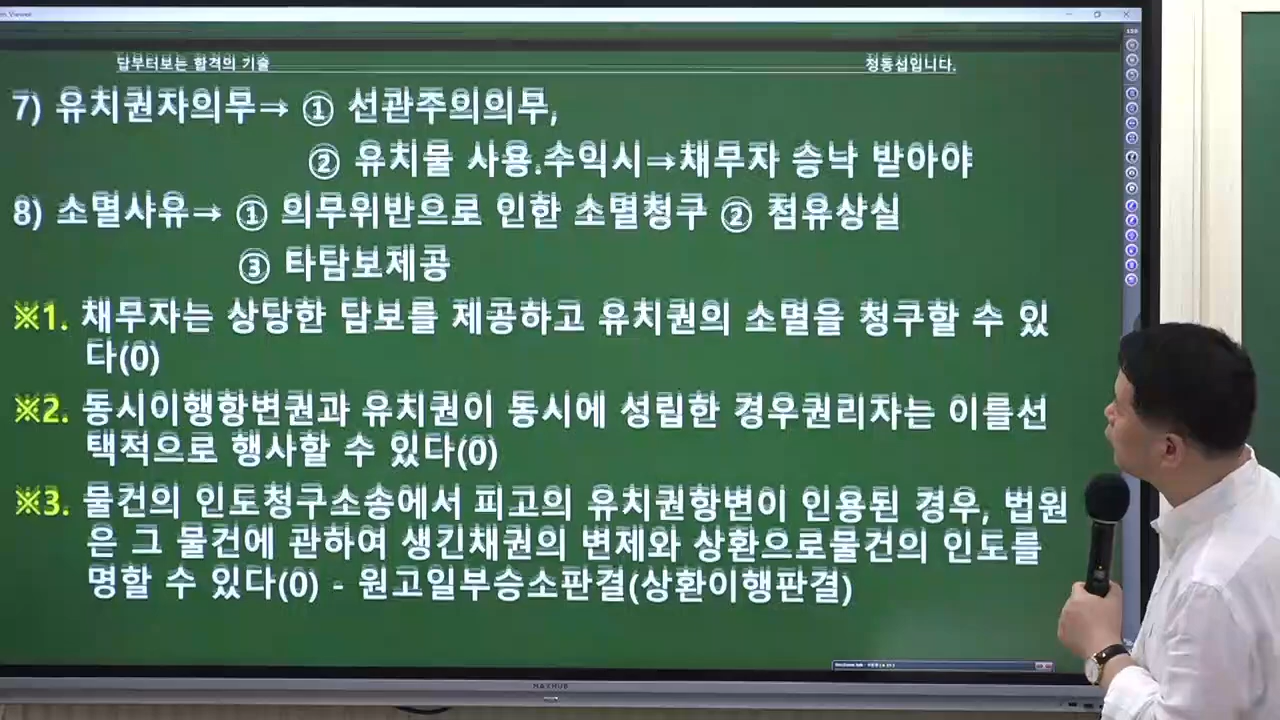 답부터보는 합격의 기술 정동섭입니다.
7) 유치권자의무→ ① 선관주의의무,
② 유치물 사용.수익시→채무자 승낙 받아야
8) 소멸사유→ ① 의무위반으로 인한 소멸청구 ② 점유상실
③ 타담보제공
※1. 채무자는 상당한 담보를 제공하고 유치권의 소멸을 청구할 수 있
다(0)
※2. 동시이행항변권과 유치권이 동시에 성립한 경우권리자는 이를선
택적으로 행사할 수 있다(0)
※3. 물건의 인도청구소송에서 피고의 유치권항변이 인용된 경우, 법원
은 그 물건에 관하여 생긴채권의 변제와 상환으로물건의 인도를
명할 수 있다(0) - 원고일부승소판결(상환이행판결)
MAXHUB